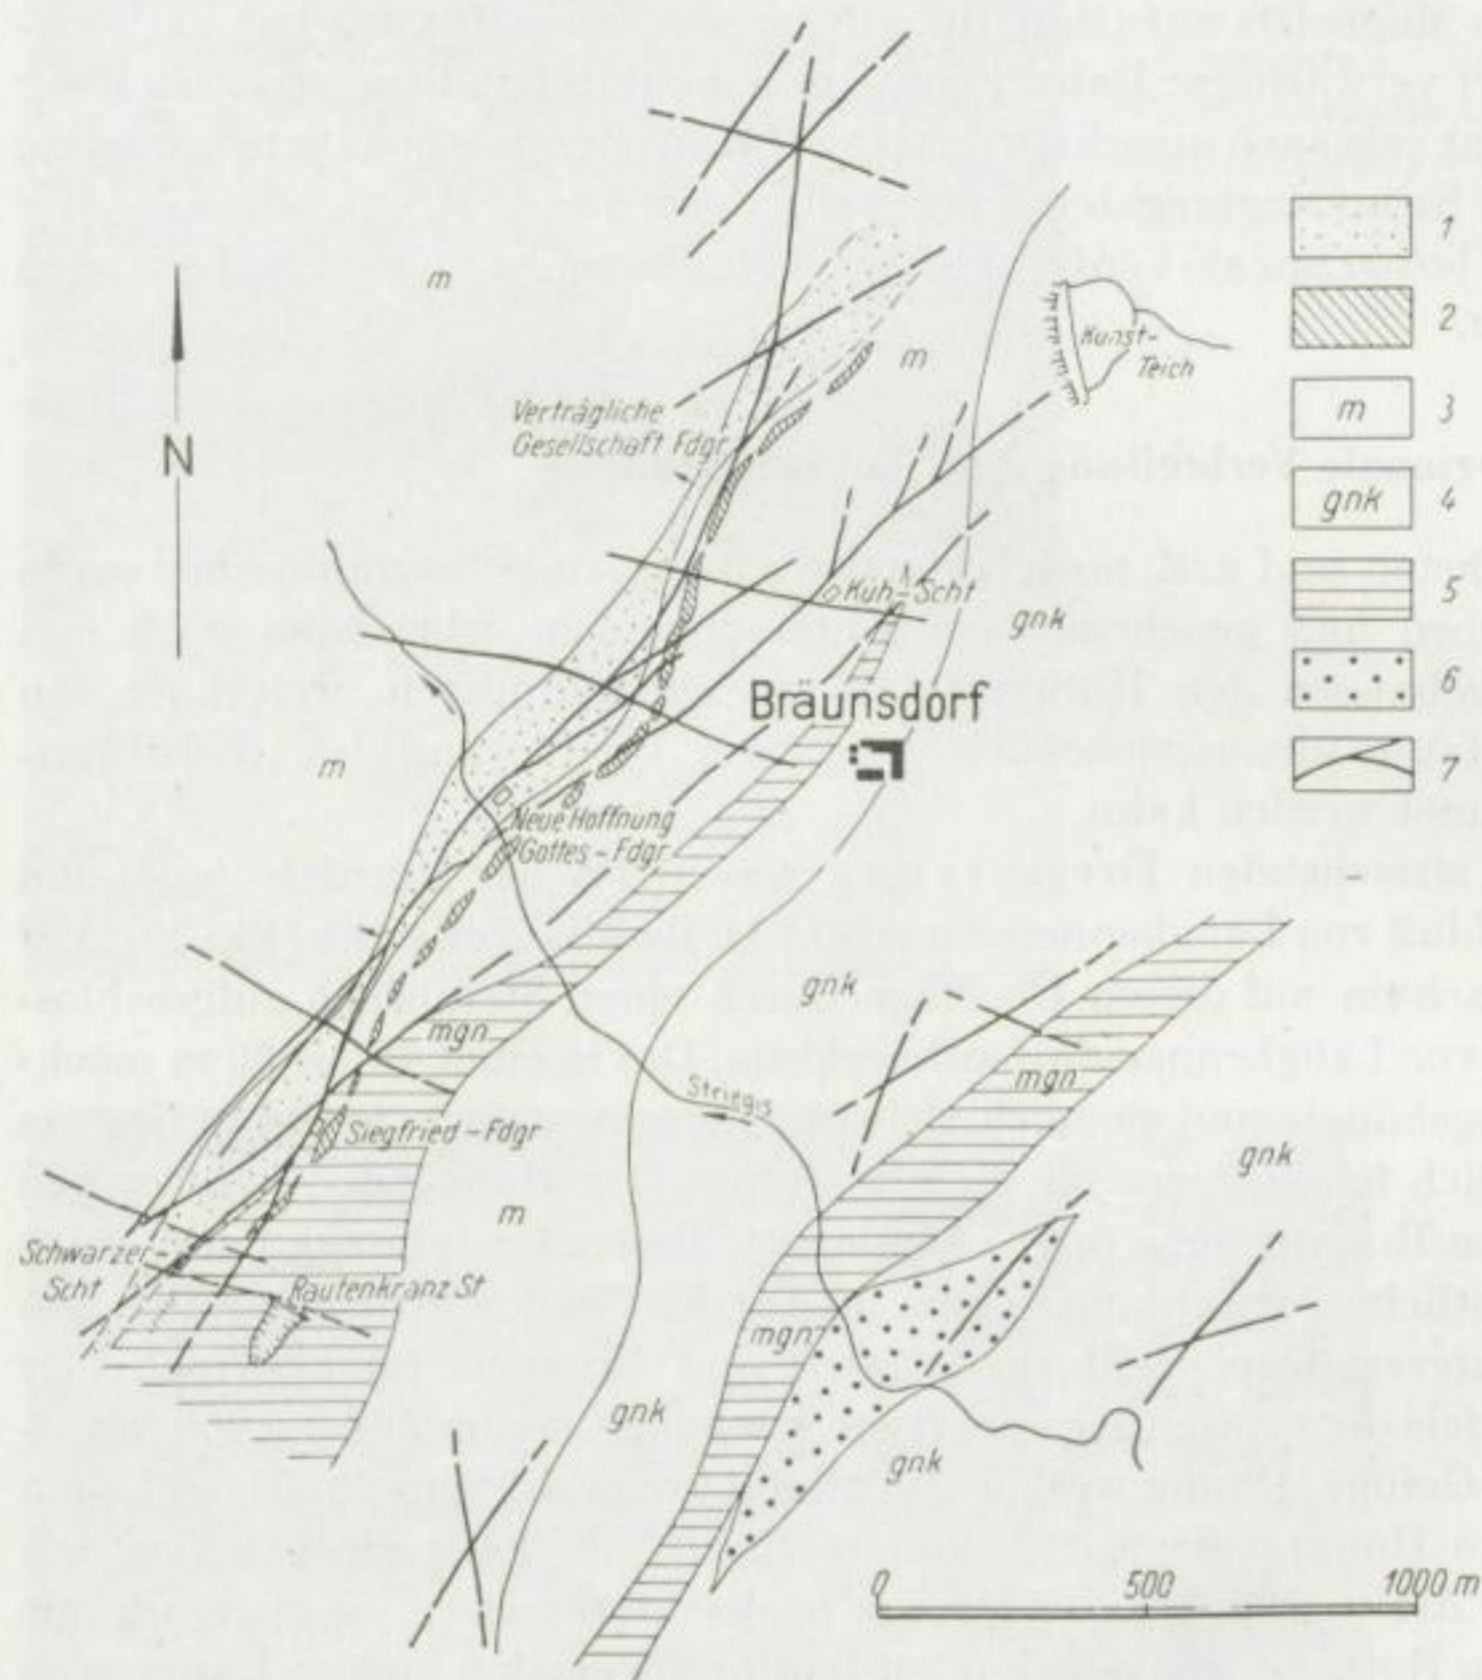 m
N
Verträgliche
Gesellschaft Fdgr
m
Kunst-
Teich
1
2
m 3
gnk 4
5
6
7
Küh-Scht
gnk
Bräunsdorf
m
Neue Hoffnung
Gottes-Fdgr
gnk
mgn
mgn
Striegis
Siegfried-Fdgr
gnk
m
Schwarzer-
Scht
Rautenkranz St
mgn
gnk
gnk
0 500 1000 m